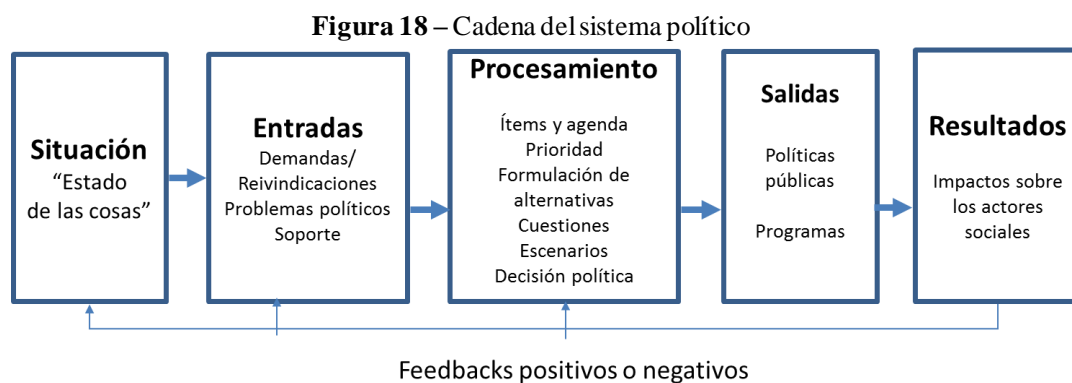 Figura 18 – Cadena del sistema político
Situación
“Estado
de las cosas”
Entradas
Demandas/
Reivindicaciones
Problemas políticos
Soporte
Procesamiento
Ítems y agenda
Prioridad
Formulación de
alternativas
Cuestiones
Escenarios
Decisión política
Salidas
Políticas
públicas
Programas
Resultados
Impactos sobre
los actores
sociales
Feedbacks positivos o negativos